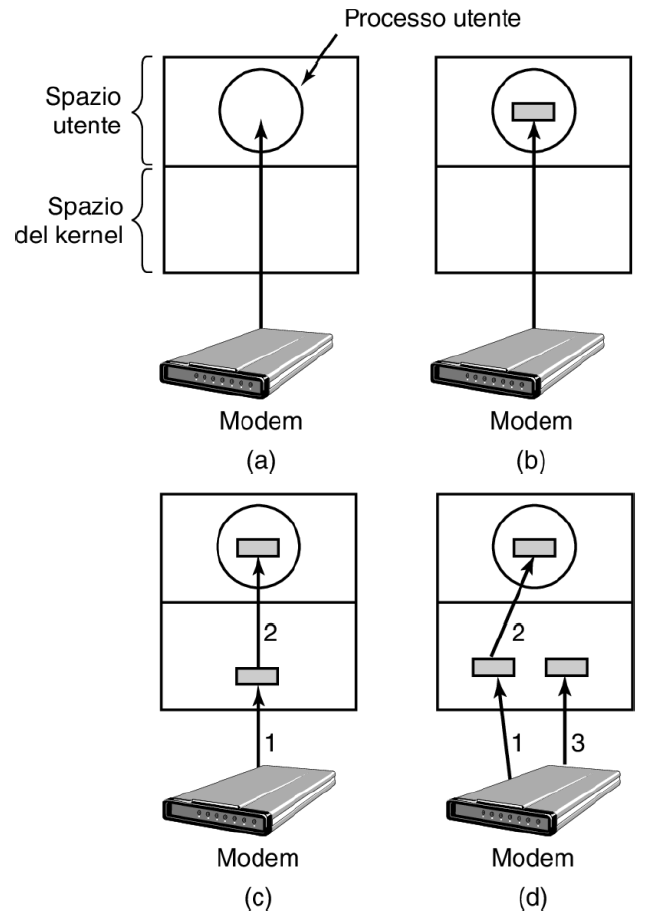 Processo utente
Spazio
utente
Spazio
del kernel
Modem
Modem
(a)
(b)
2
1
2
1
3
Modem
Modem
(c)
(d)